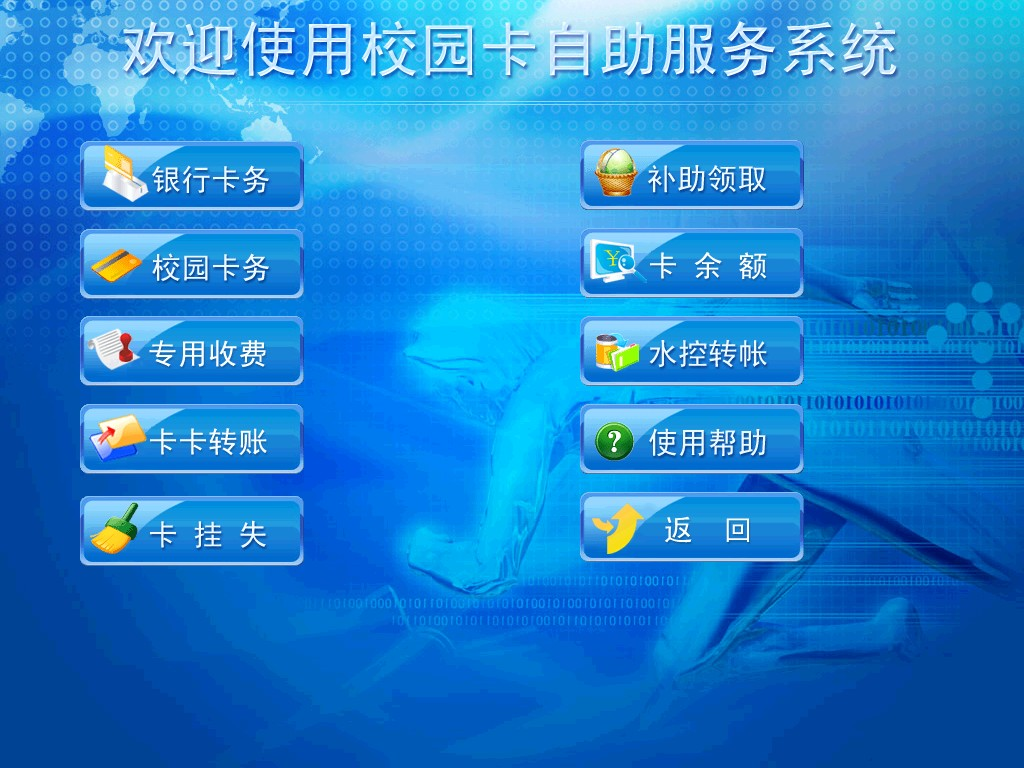 欢迎使用校园卡自助服务系统
银行卡务
补助领取
校园卡务
卡 余 额
专用收费
水控转帐
卡卡转账
使用帮助
卡 挂 失
返 回